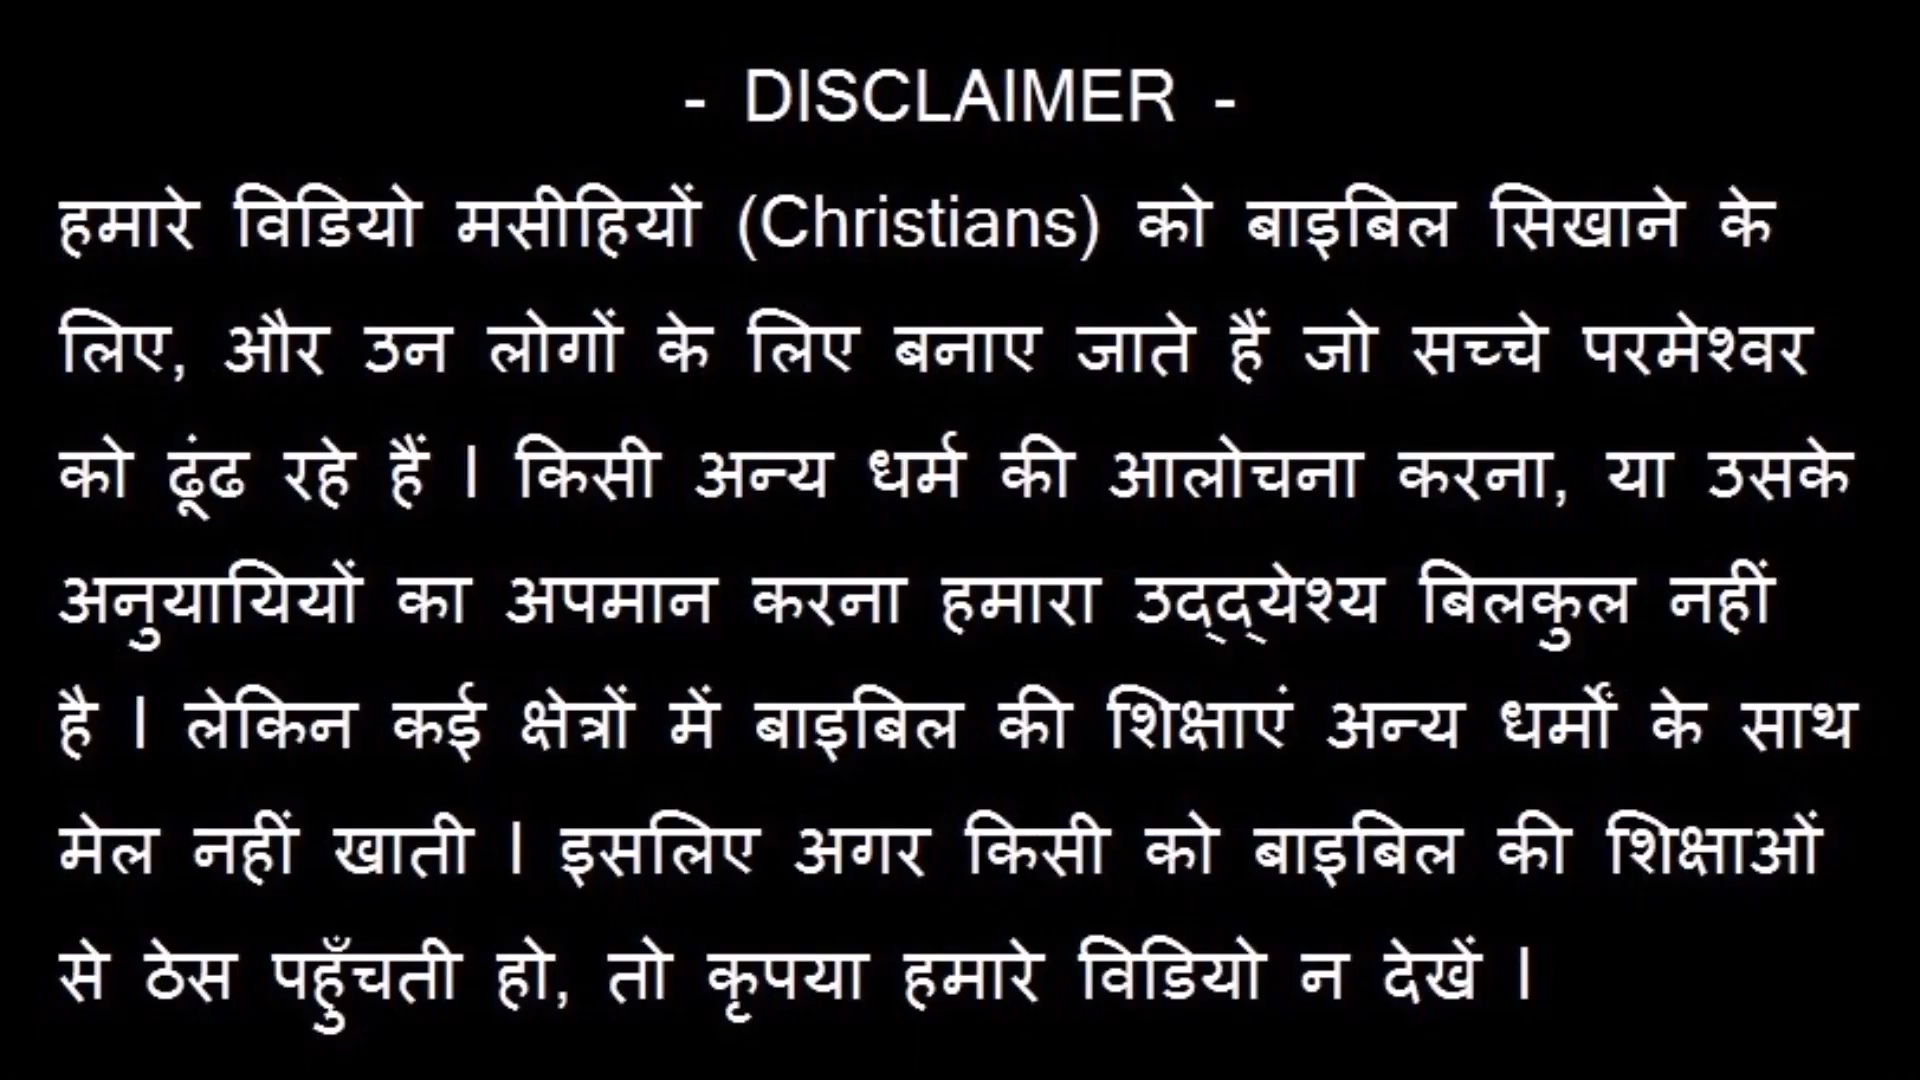 - DISCLAIMER -
हमारे विडियो मसीहियों (Christians) को बाइबिल सिखाने के
लिए, और उन लोगों के लिए बनाए जाते हैं जो सच्चे परमेश्वर
को ढूंढ रहे हैं । किसी अन्य धर्म की आलोचना करना, या उसके
अनुयायियों का अपमान करना हमारा उद्द्येश्य बिलकुल नहीं
है । लेकिन कई क्षेत्रों में बाइबिल की शिक्षाएं अन्य धर्मों के साथ
मेल नहीं खाती । इसलिए अगर किसी को बाइबिल की शिक्षाओं
से ठेस पहुँचती हो, तो कृपया हमारे विडियो न देखें ।